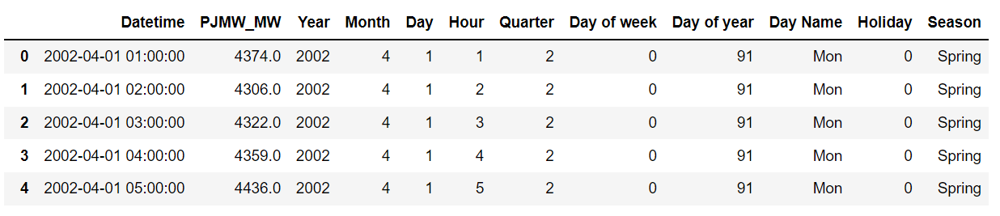 Datetime PJMW_MW Year Month Day Hour Quarter Day of week Day of year Day Name Holiday Season
0 2002-04-01 01:00:00 4374.0 2002 4 1 1 2 0 91 Mon 0 Spring
1 2002-04-01 02:00:00 4306.0 2002 4 1 2 2 0 91 Mon 0 Spring
2 2002-04-01 03:00:00 4322.0 2002 4 1 3 2 0 91 Mon 0 Spring
3 2002-04-01 04:00:00 4359.0 2002 4 1 4 2 0 91 Mon 0 Spring
4 2002-04-01 05:00:00 4436.0 2002 4 1 5 2 0 91 Mon 0 Spring